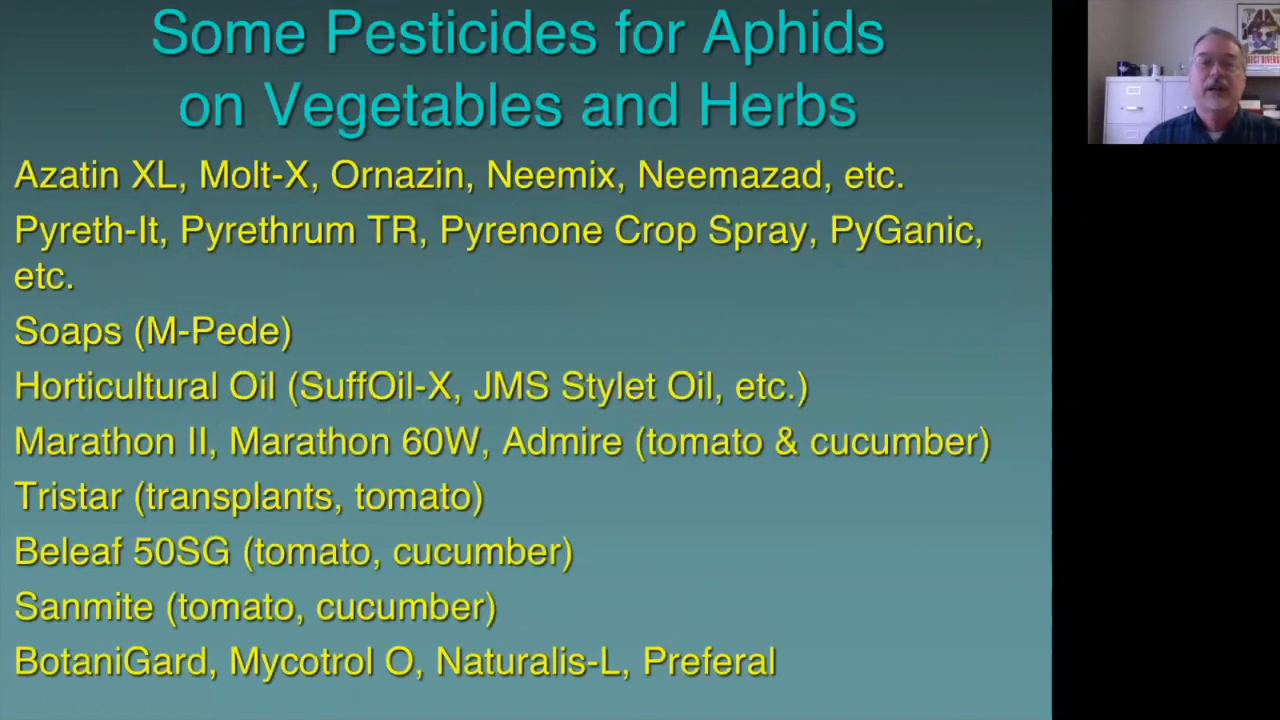 Some Pesticides for Aphids
on Vegetables and Herbs
Azatin XL, Molt-X, Ornazin, Neemix, Neemazad, etc.
Pyreth-It, Pyrethrum TR, Pyrenone Crop Spray, PyGanic,
etc.
Soaps (M-Pede)
Horticultural Oil (SuffOil-X, JMS Stylet Oil, etc.)
Marathon II, Marathon 60W, Admire (tomato & cucumber)
Tristar (transplants, tomato)
Beleaf 50SG (tomato, cucumber)
Sanmite (tomato, cucumber)
BotaniGard, Mycotrol O, Naturalis-L, Preferal